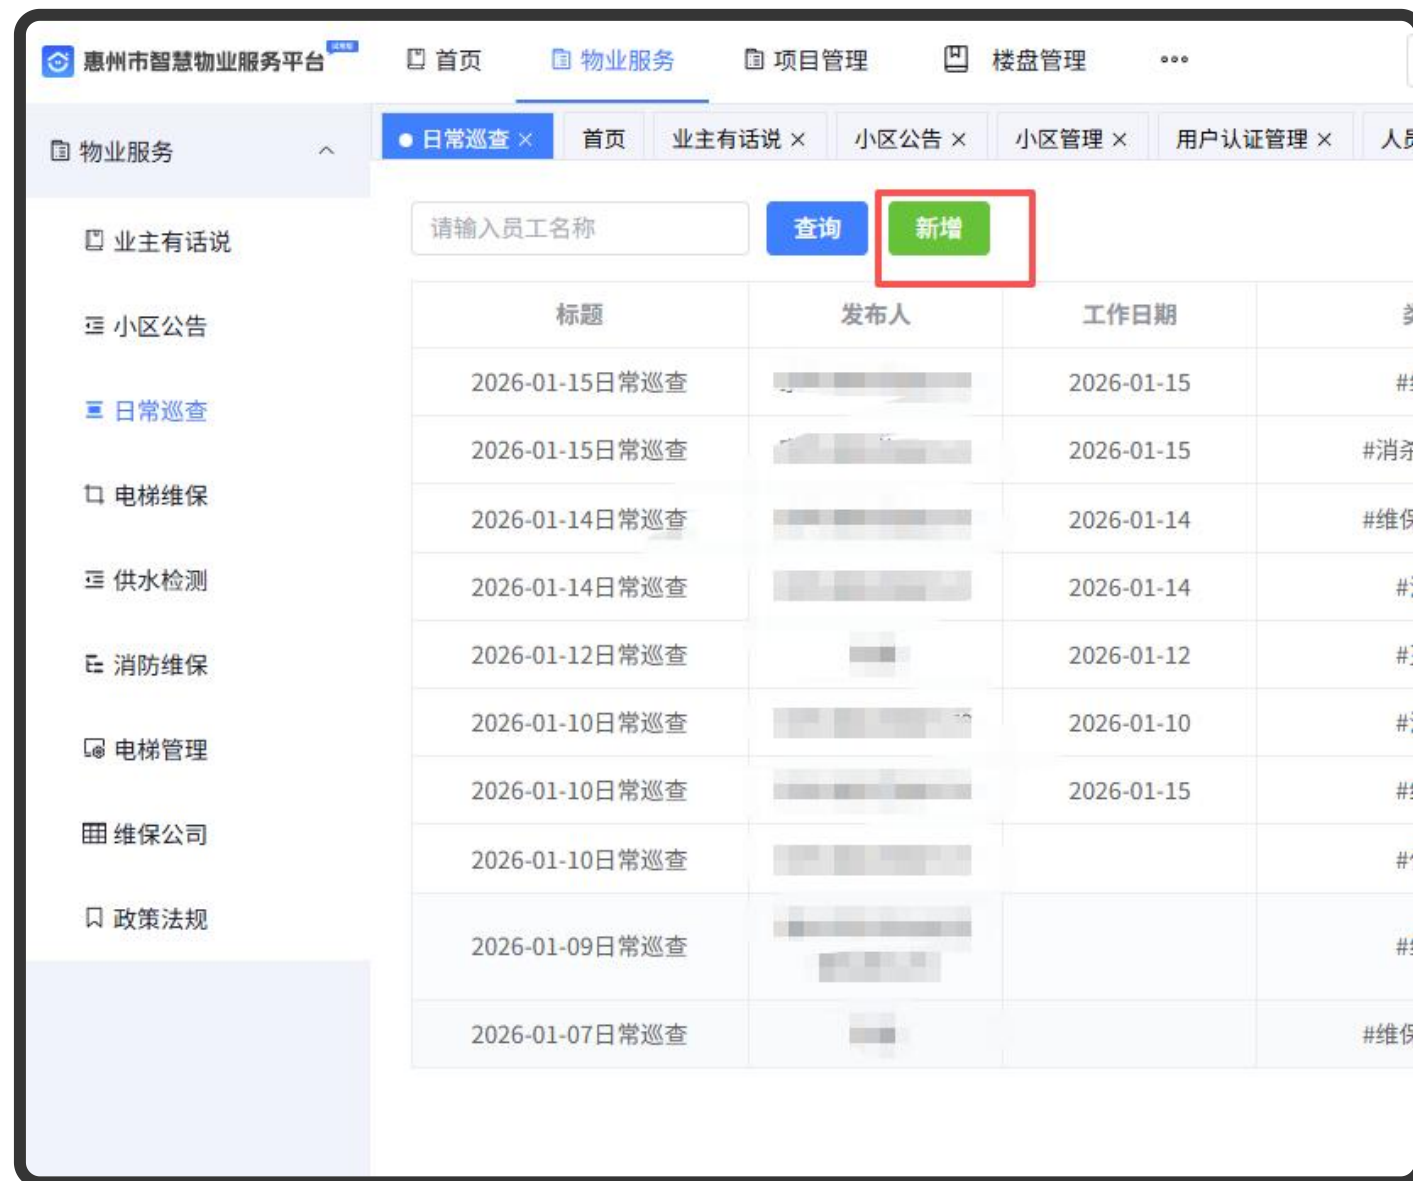 惠州市智慧物业服务平台 首页 物业服务 项目管理 楼盘管理
物业服务
日常巡查 首页 业主有话说 小区公告 小区管理 用户认证管理
业主有话说
小区公告
日常巡查
电梯维保
供水检测
消防维保
电梯管理
维保公司
政策法规
请输入员工名称 查询 新增
标题 发布人 工作日期
2026-01-15日常巡查 2026-01-15
2026-01-15日常巡查 2026-01-15 #消杀
2026-01-14日常巡查 2026-01-14 #维保
2026-01-14日常巡查 2026-01-14
2026-01-12日常巡查 2026-01-12
2026-01-10日常巡查 2026-01-10
2026-01-10日常巡查 2026-01-15
2026-01-10日常巡查
2026-01-09日常巡查
2026-01-07日常巡查 #维保